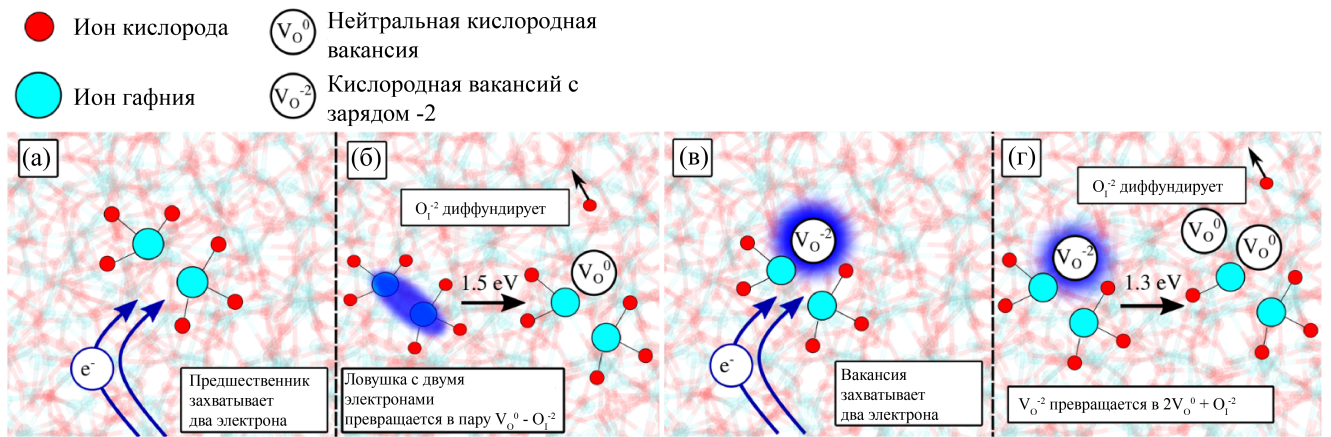 Ион кислорода
V_O^0
Нейтральная кислородная
вакансия
Ион гафния
V_O^-2
Кислородная вакансий с
зарядом -2
(а)
e^-
Предшественник
захватывает
два электрона
(б)
O_I^-2 диффундирует
V_O^0
1.5 eV
Ловушка с двумя
электронами
превращается в пару V_O^0 - O_I^-2
(в)
V_O^-2
e^-
Вакансия
захватывает
два электрона
(г)
O_I^-2 диффундирует
V_O^0
V_O^0
V_O^-2
1.3 eV
V_O^-2 превращается в 2V_O^0 + O_I^-2